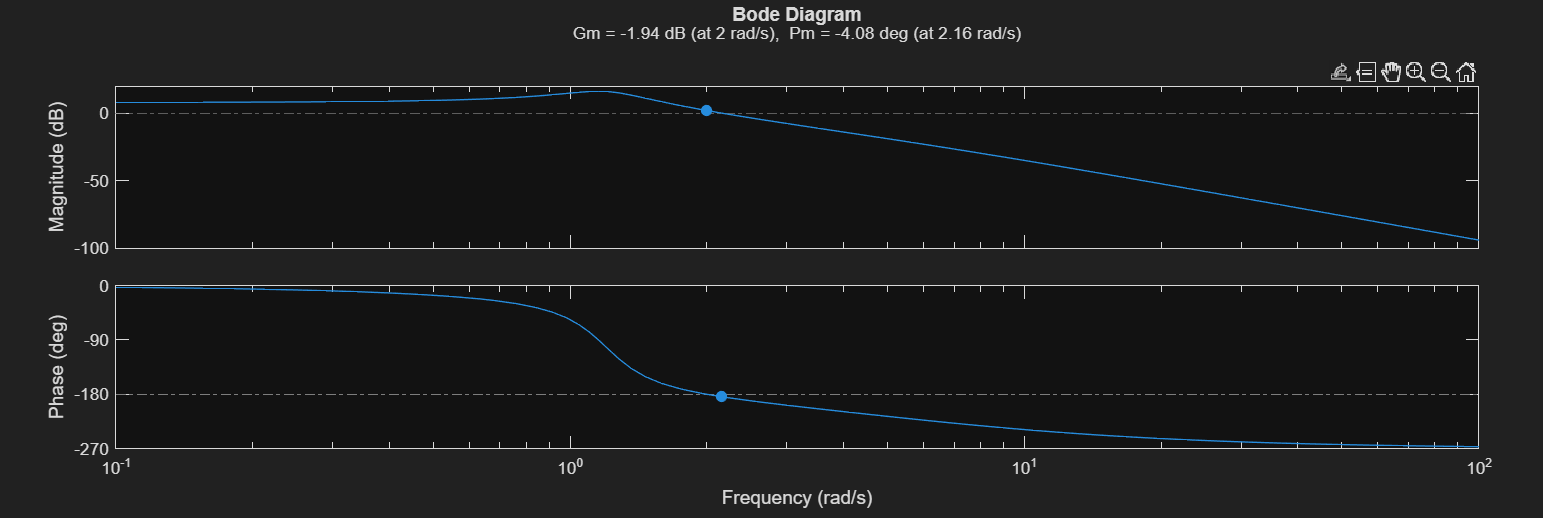 Bode Diagram
Gm = -1.94 dB (at 2 rad/s), Pm = -4.08 deg (at 2.16 rad/s)
Magnitude (dB)
0
-50
-100
Phase (deg)
0
-90
-180
-270
10^-1 10^0 10^1 10^2
Frequency (rad/s)